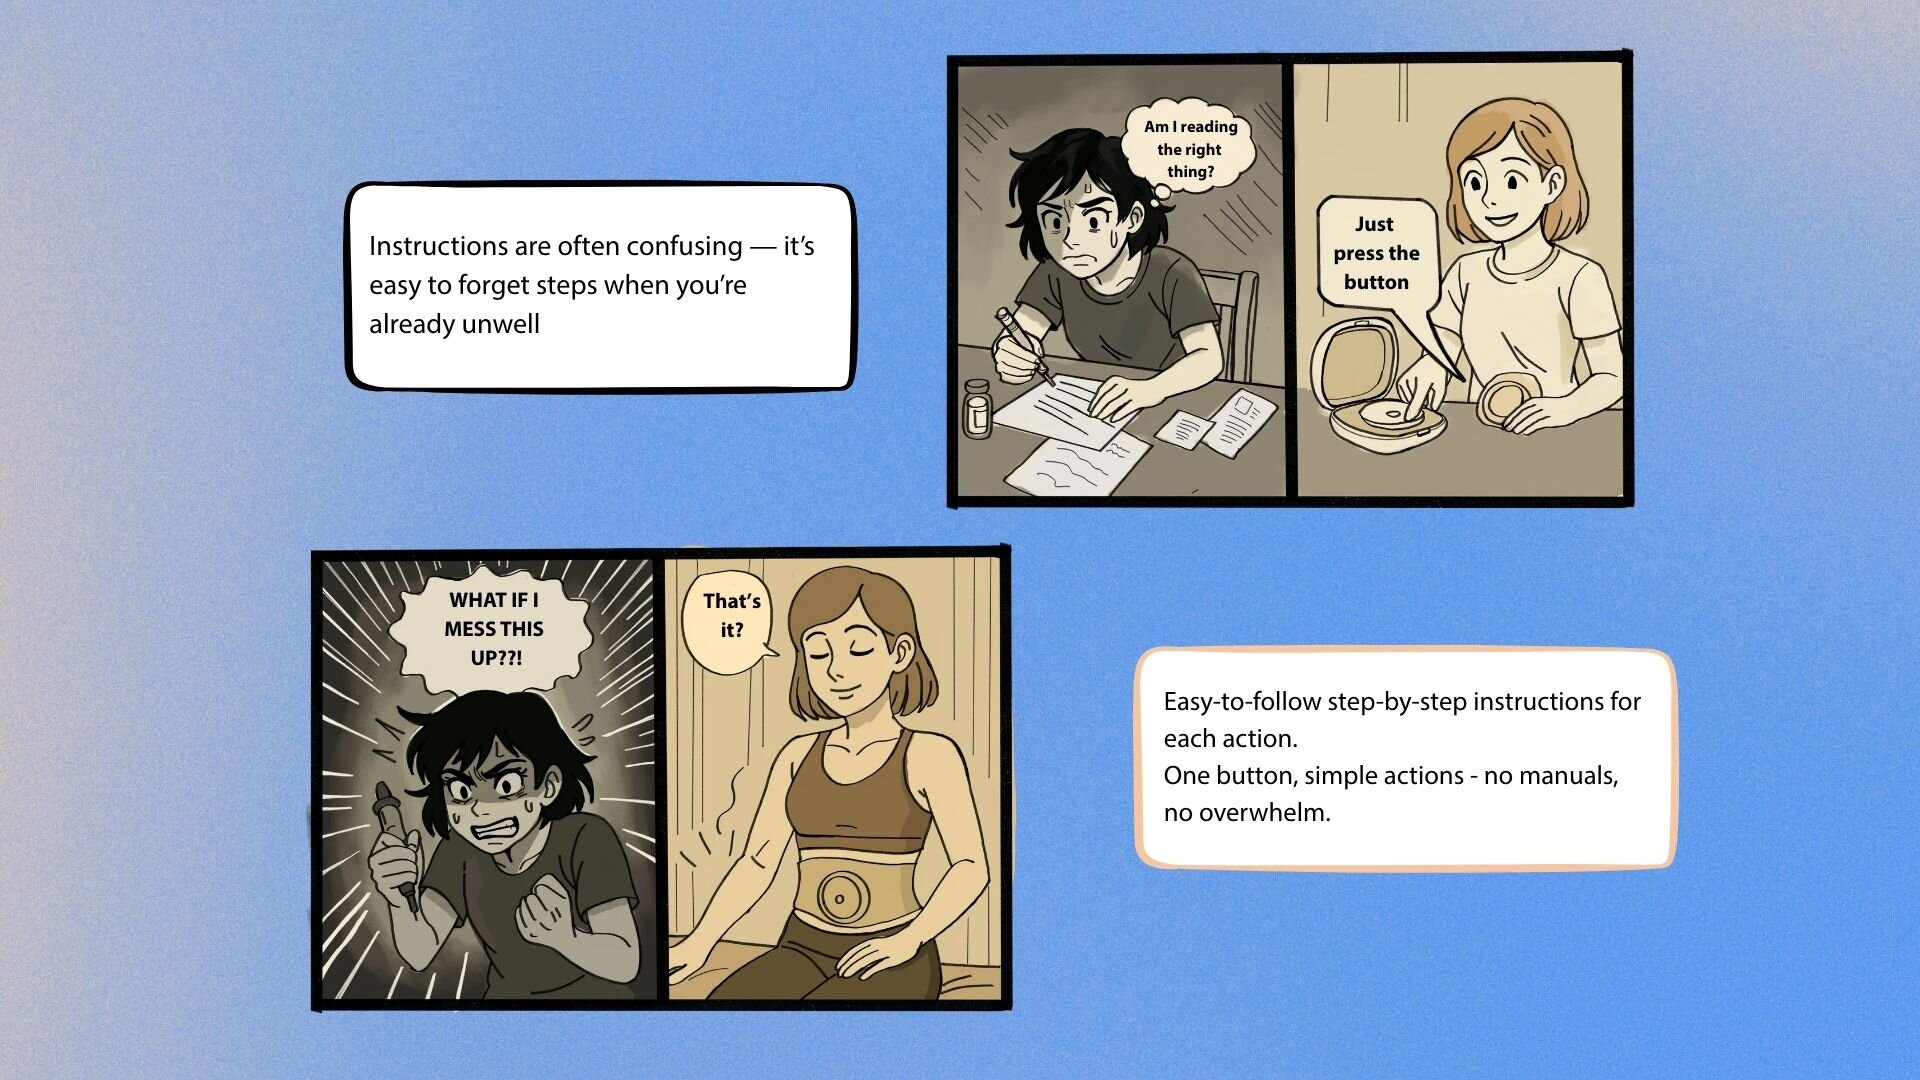 Instructions are often confusing — it’s
easy to forget steps when you’re
already unwell
Am I reading
the right
thing?
Just
press the
button
WHAT IF I
MESS THIS
UP??!
That’s
it?
Easy-to-follow step-by-step instructions for
each action.
One button, simple actions - no manuals,
no overwhelm.